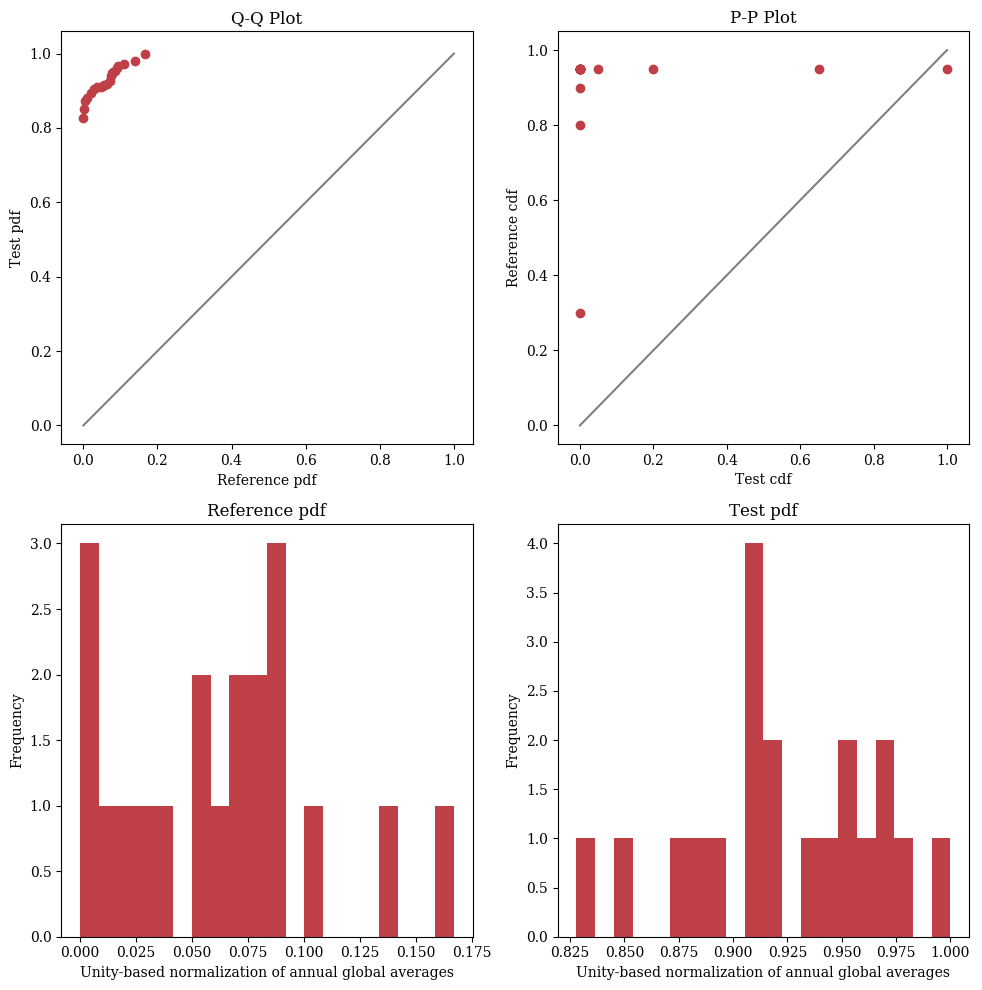 Q-Q Plot
1.0
0.8
0.6
0.4
0.2
0.0
Test pdf
0.0 0.2 0.4 0.6 0.8 1.0
Reference pdf
P-P Plot
1.0
0.8
0.6
0.4
0.2
0.0
Reference cdf
0.0 0.2 0.4 0.6 0.8 1.0
Test cdf
Reference pdf
3.0
2.5
2.0
1.5
1.0
0.5
0.0
Frequency
0.000 0.025 0.050 0.075 0.100 0.125 0.150 0.175
Unity-based normalization of annual global averages
Test pdf
4.0
3.5
3.0
2.5
2.0
1.5
1.0
0.5
0.0
Frequency
0.825 0.850 0.875 0.900 0.925 0.950 0.975 1.000
Unity-based normalization of annual global averages